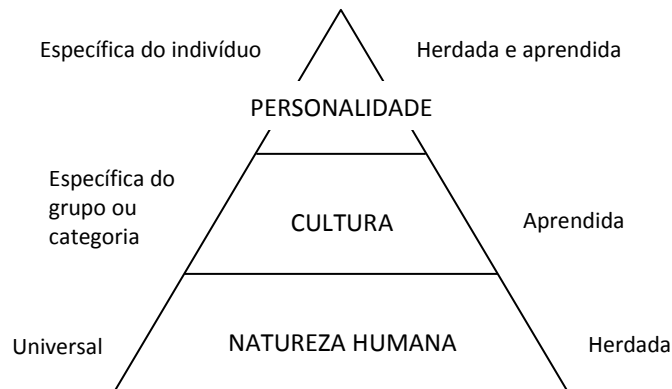 Específica do indivíduo
Herdada e aprendida
PERSONALIDADE
Específica do
grupo ou
categoria
CULTURA
Aprendida
Universal
NATUREZA HUMANA
Herdada